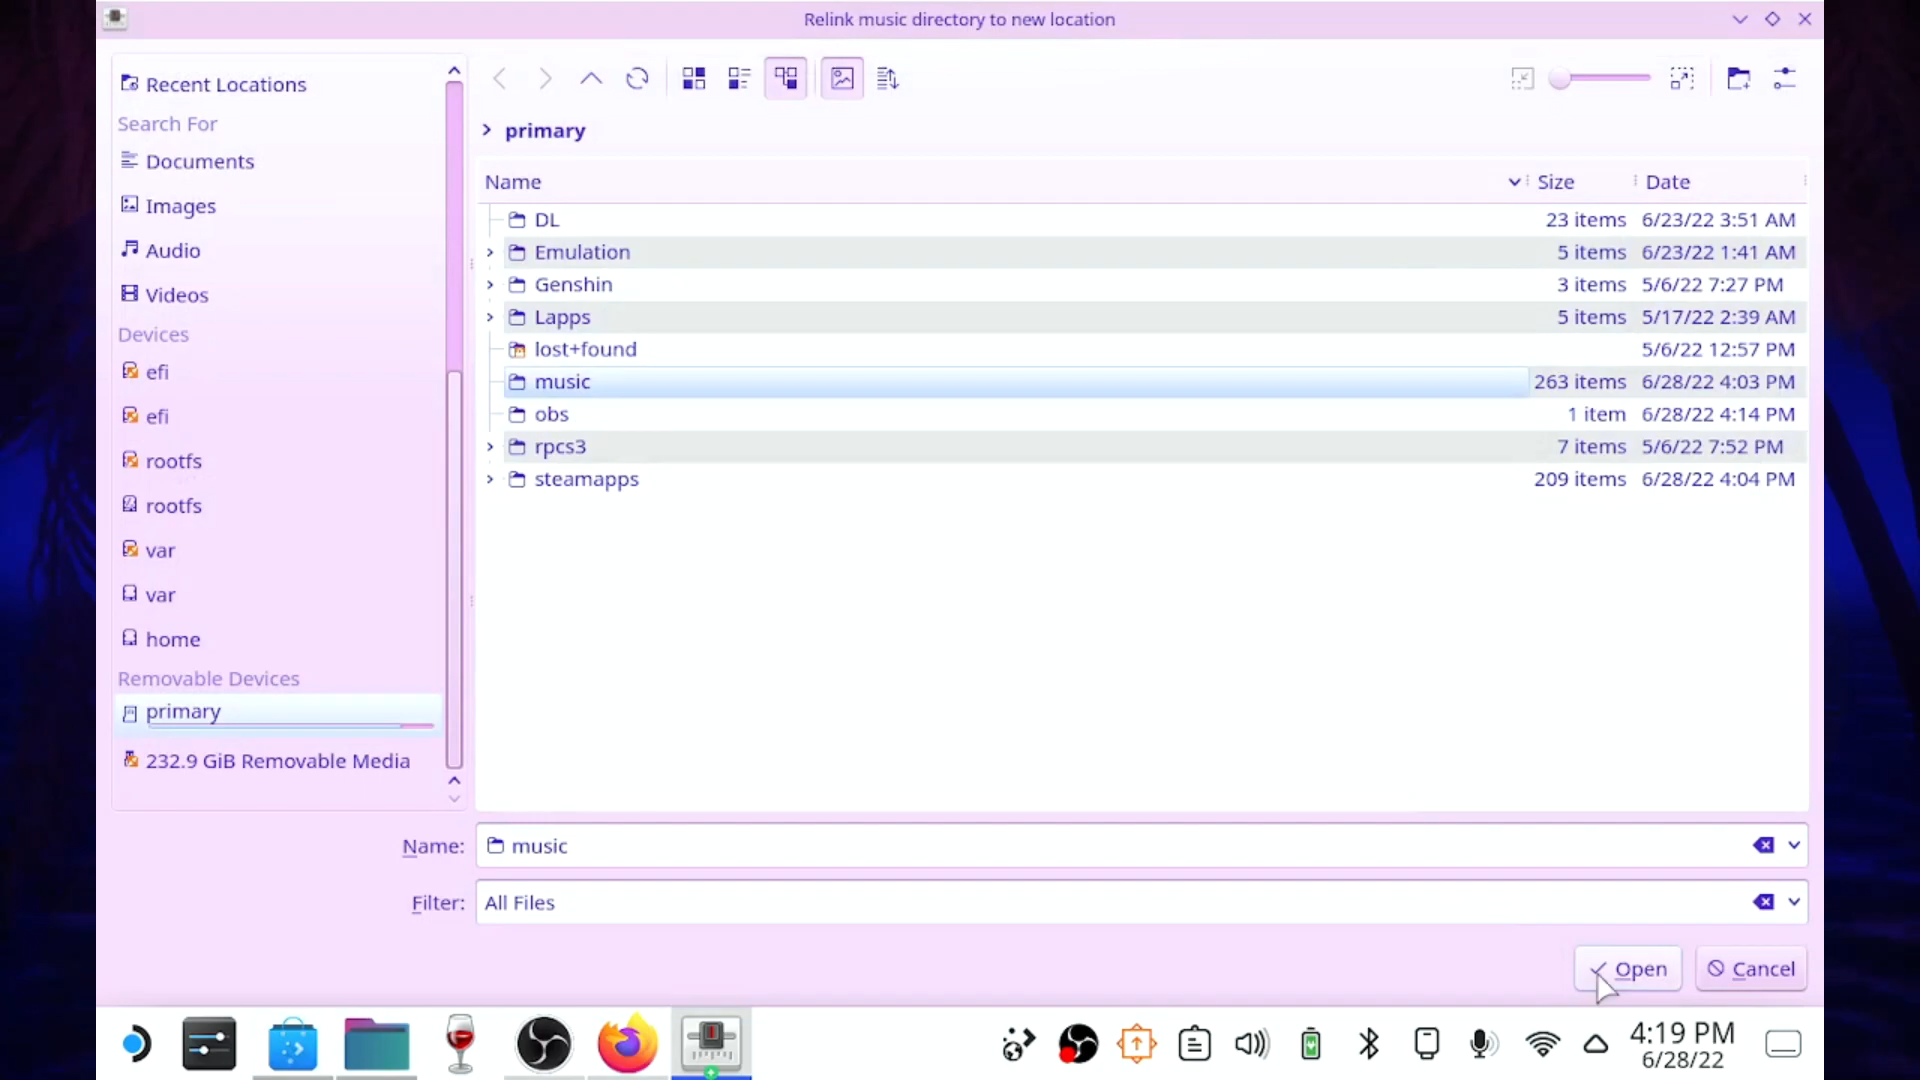 Relink music directory to new location
Recent Locations
Search For
Documents
Images
Audio
Videos
Devices
efi
efi
rootfs
rootfs
var
var
home
Removable Devices
primary
232.9 GiB Removable Media
primary
Name Size Date
DL 23 items 6/23/22 3:51 AM
Emulation 5 items 6/23/22 1:41 AM
Genshin 3 items 5/6/22 7:27 PM
Lapps 5 items 5/17/22 2:39 AM
lost+found 5/6/22 12:57 PM
music 263 items 6/28/22 4:03 PM
obs 1 item 6/28/22 4:14 PM
rpcs3 7 items 5/6/22 7:52 PM
steamapps 209 items 6/28/22 4:04 PM
Name: music
Filter: All Files
Open Cancel
4:19 PM
6/28/22